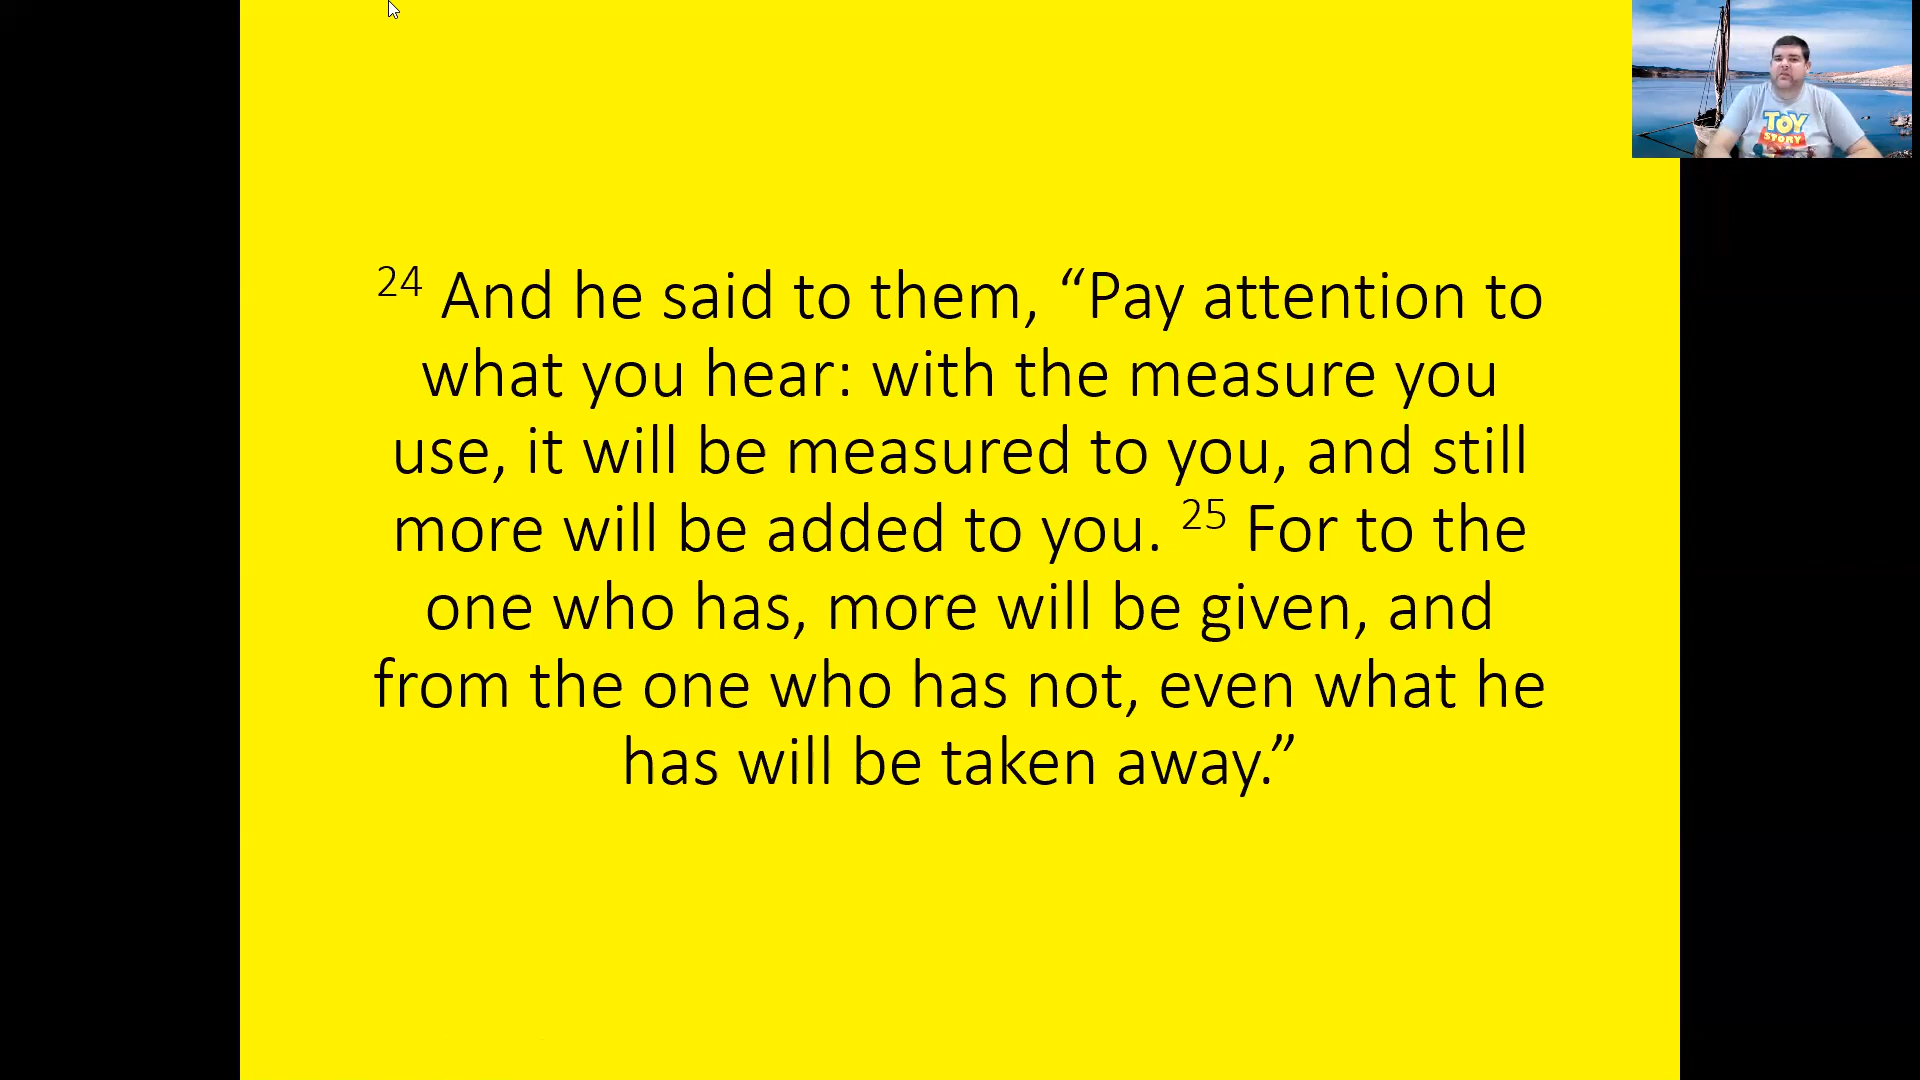 TOY
STORY
24 And he said to them, “Pay attention to
what you hear: with the measure you
use, it will be measured to you, and still
more will be added to you. 25 For to the
one who has, more will be given, and
from the one who has not, even what he
has will be taken away.”